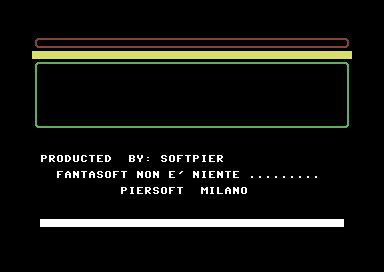 PRODUCTED  BY: SOFTPIER
FANTASOFT NON E' NIENTE .........
PIERSOFT  MILANO